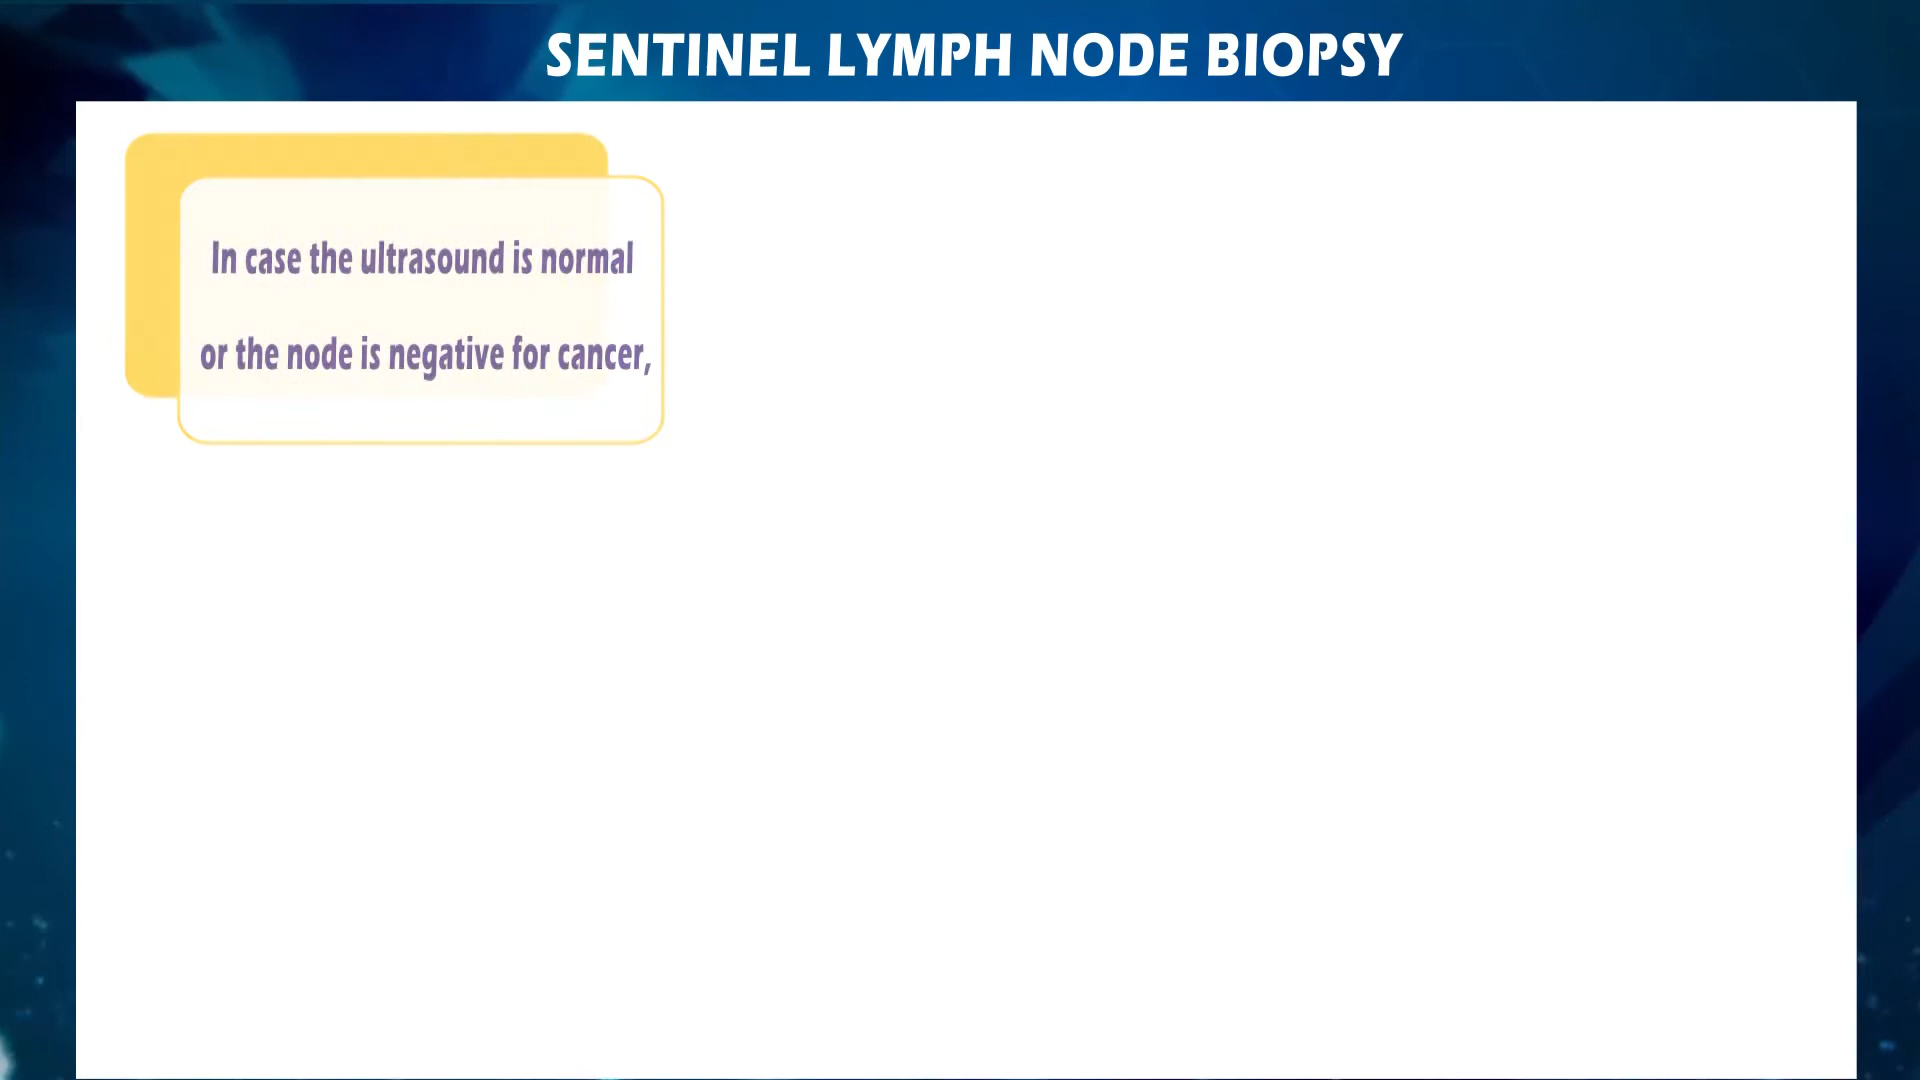 SENTINEL LYMPH NODE BIOPSY
In case the ultrasound is normal
or the node is negative for cancer,